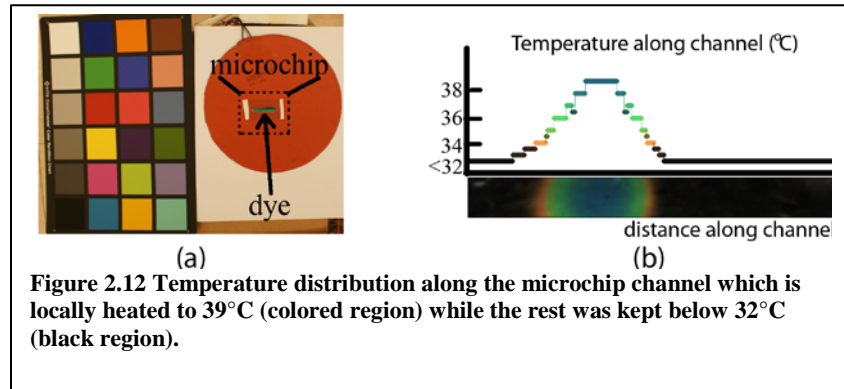 microchip
dye
(a)
Temperature along channel (°C)
38
36
34
<32
distance along channel
(b)
Figure 2.12 Temperature distribution along the microchip channel which is
locally heated to 39°C (colored region) while the rest was kept below 32°C
(black region).